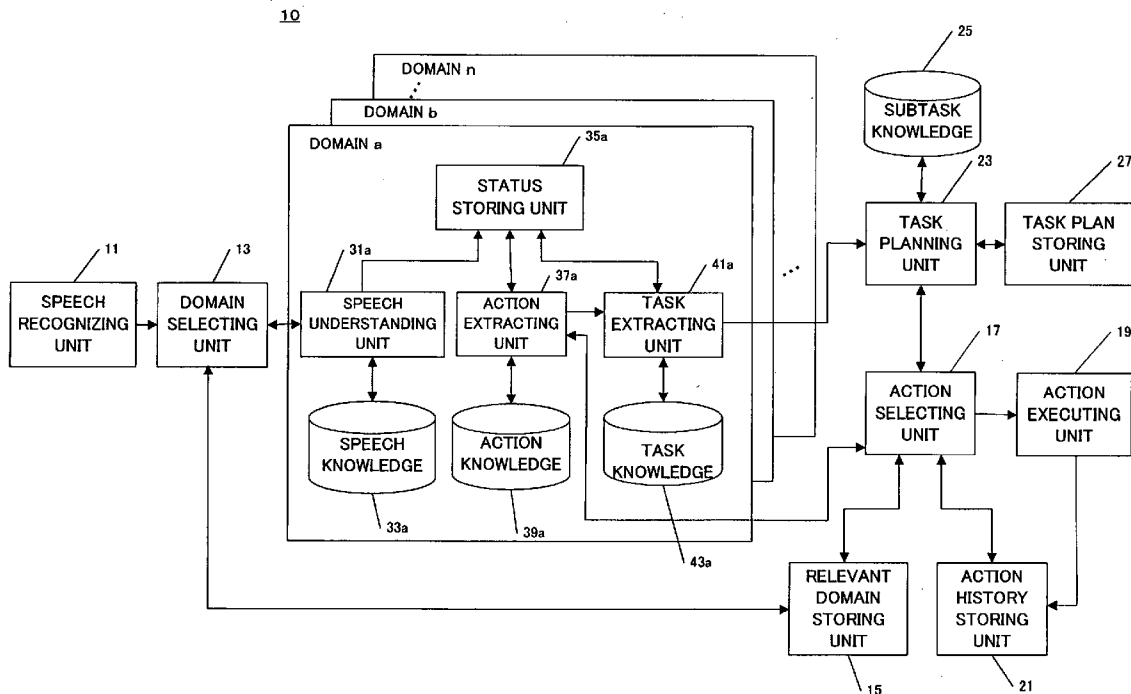 10
25
DOMAIN n
SUBTASK
KNOWLEDGE
DOMAIN b
DOMAIN a
35a
STATUS
STORING UNIT
23
27
TASK
PLANNING
UNIT
TASK PLAN
STORING
UNIT
11
13
31a
37a
41a
SPEECH
RECOGNIZING
UNIT
DOMAIN
SELECTING
UNIT
SPEECH
UNDERSTANDING
UNIT
ACTION
EXTRACTING
UNIT
TASK
EXTRACTING
UNIT
17
19
ACTION
SELECTING
UNIT
ACTION
EXECUTING
UNIT
SPEECH
KNOWLEDGE
ACTION
KNOWLEDGE
TASK
KNOWLEDGE
33a
39a
43a
RELEVANT
DOMAIN
STORING
UNIT
ACTION
HISTORY
STORING
UNIT
15
21